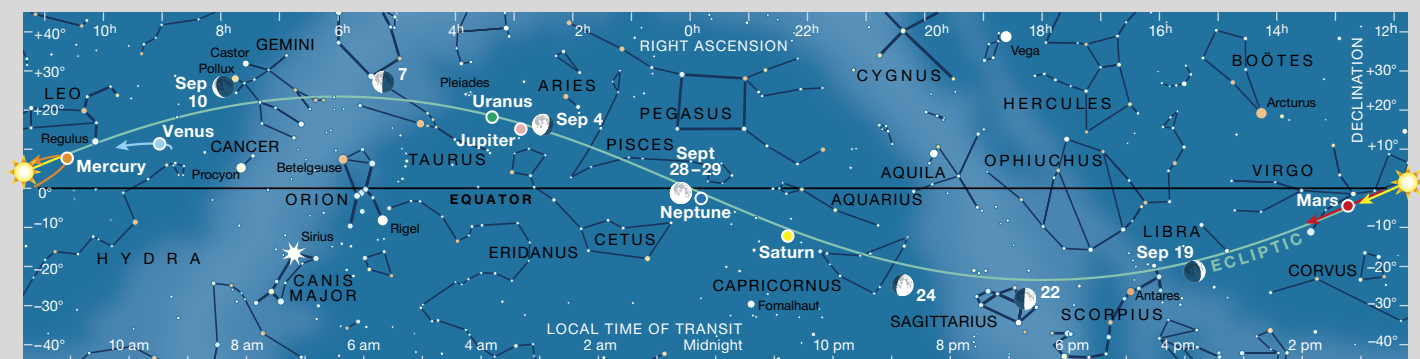 +40° 10h 8h 6h 4h 2h 0h 22h 20h 18h 16h 12h
RIGHT ASCENSION
DECLINATION
Castor
GEMINI
Pollux
7
Vega
CYGNUS
BOÖTES
+30° +30°
Sep
10
Pleiades
ARIES
LEO
Uranus
PEGASUS
HERCULES
Arcturus
+20° +20°
Sep 4
Regulus
Venus
Jupiter
PISCES
CANCER
+10°
Mercury
Procyon
Betelgeuse
TAURUS
Sept
28–29
AQUILA
OPHIUCHUS
VIRGO
0°
ORION
EQUATOR
Neptune
AQUARIUS
Mars
–10° –10°
Rigel
Sirius
HYDRA
ERIDANUS
CETUS
Saturn
LIBRA
Sep 19
ECLIPTIC
–20° –20°
CANIS
MAJOR
CAPRICORNUS
CORVUS
24
22
Antares
Fomalhaut
SAGITTARIUS
SCORPIUS
–30° –30°
LOCAL TIME OF TRANSIT
–40° 10 am 8 am 6 am 4 am 2 am Midnight 10 pm 8 pm 6 pm 4 pm 2 pm –40°